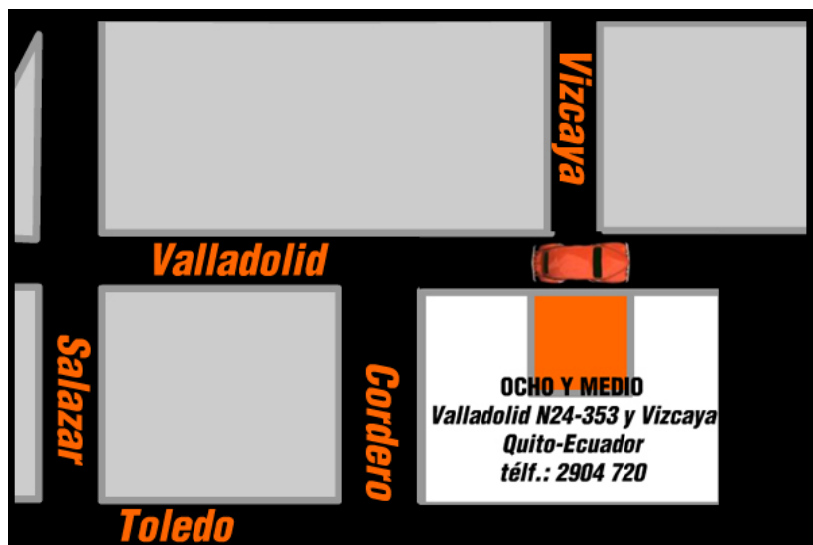 Vizcaya
Valladolid
Salazar
Cordero
OCHO Y MEDIO
Valladolid N24-353 y Vizcaya
Quito-Ecuador
télf.: 2904 720
Toledo